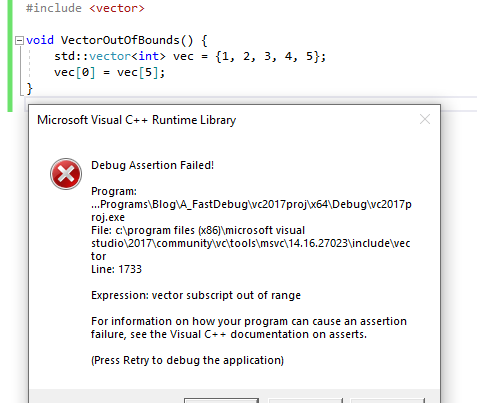 #include <vector>
void VectorOutOfBounds() {
std::vector<int> vec = {1, 2, 3, 4, 5};
vec[0] = vec[5];
}
Microsoft Visual C++ Runtime Library
Debug Assertion Failed!
Program:
...Programs\Blog\A_FastDebug\vc2017proj\x64\Debug\vc2017p
roj.exe
File: c:\program files (x86)\microsoft visual
studio\2017\community\vc\tools\msvc\14.16.27023\include\vec
tor
Line: 1733
Expression: vector subscript out of range
For information on how your program can cause an assertion
failure, see the Visual C++ documentation on asserts.
(Press Retry to debug the application)